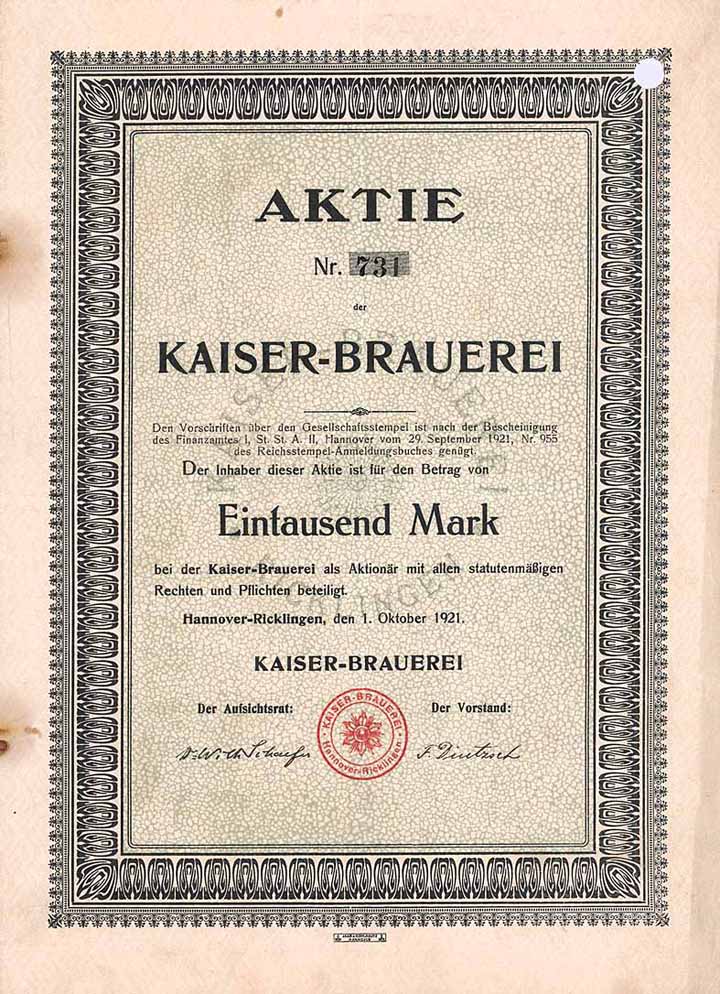 AKTIE
Nr. 731
der
KAISER-BRAUEREI
Den Vorschriften über den Gesellschaftsstempel ist nach der Bescheinigung
des Finanzamtes I, St. St. A. II, Hannover vom 29. September 1921, Nr. 955
des Reichsstempel-Anmeldungsbuches genügt.
Der Inhaber dieser Aktie ist für den Betrag von
Eintausend Mark
bei der Kaiser-Brauerei als Aktionär mit allen statutenmäßigen
Rechten und Pflichten beteiligt.
Hannover-Ricklingen, den 1. Oktober 1921.
KAISER-BRAUEREI
Der Aufsichtsrat:
Der Vorstand:
KAISER-BRAUEREI
Hannover-Ricklingen